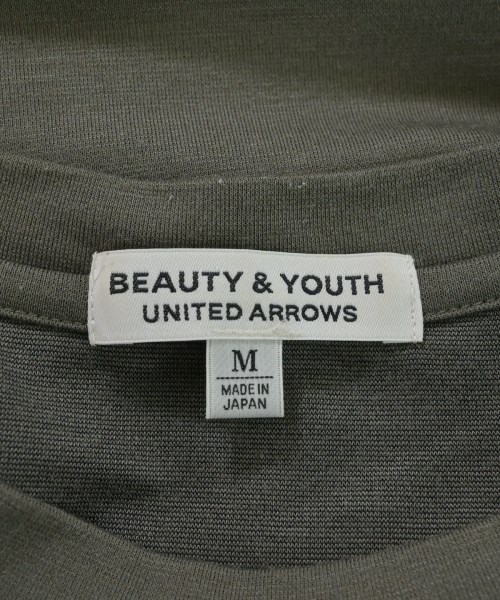 BEAUTY & YOUTH
UNITED ARROWS
M
MADE IN
JAPAN